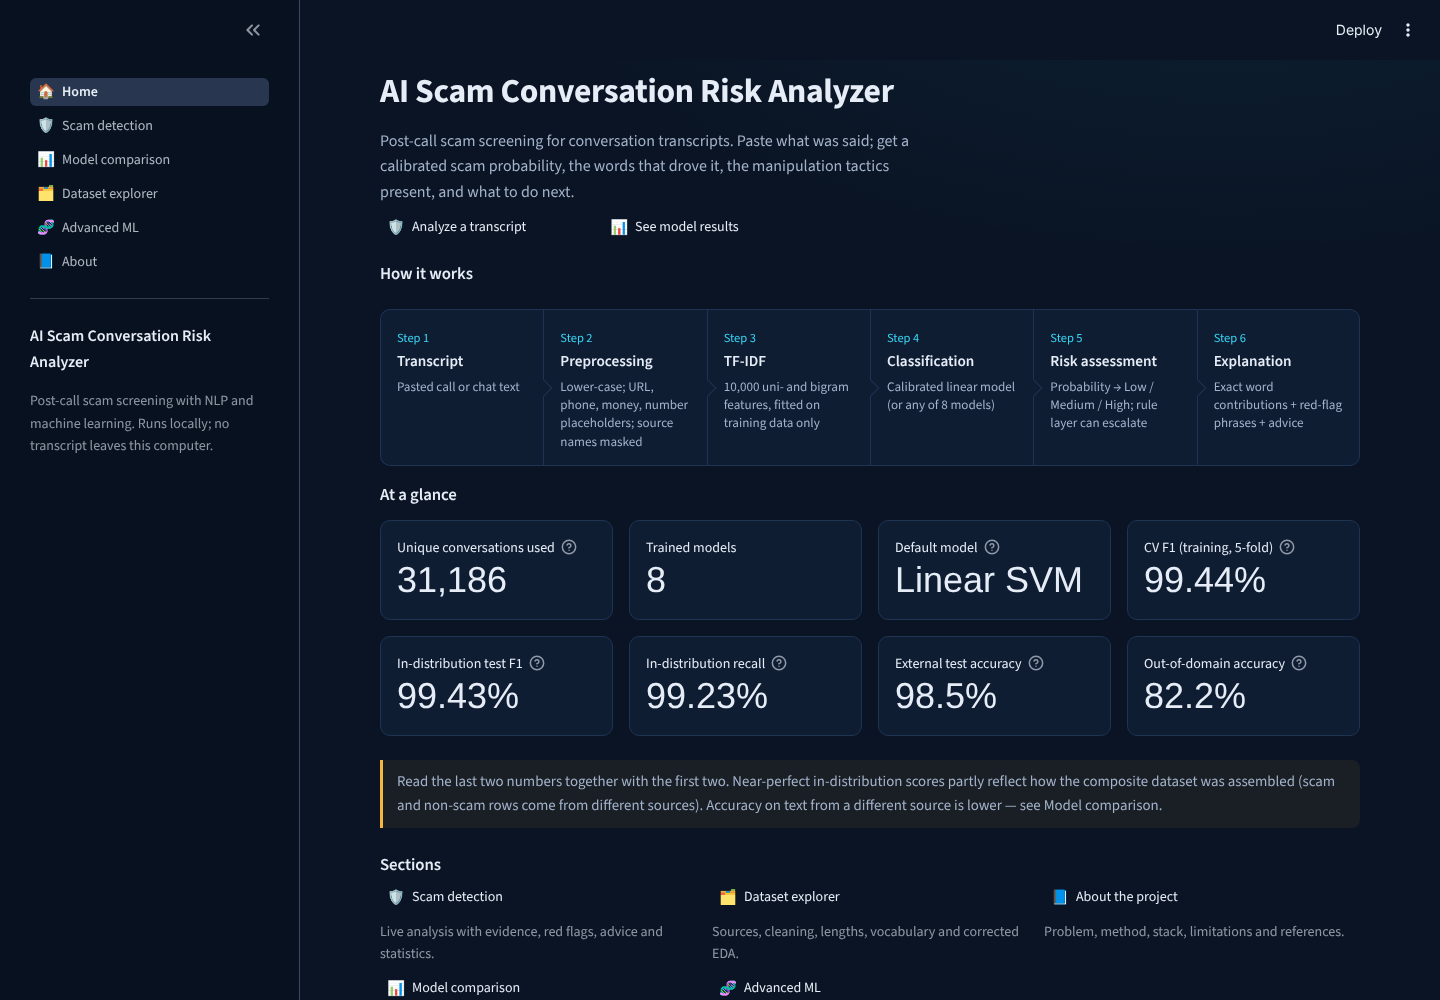 Deploy
Home
Scam detection
Model comparison
Dataset explorer
Advanced ML
About
AI Scam Conversation Risk
Analyzer
Post-call scam screening with NLP and
machine learning. Runs locally; no
transcript leaves this computer.
AI Scam Conversation Risk Analyzer
Post-call scam screening for conversation transcripts. Paste what was said; get a
calibrated scam probability, the words that drove it, the manipulation tactics
present, and what to do next.
Analyze a transcript
See model results
How it works
Step 1
Transcript
Pasted call or chat text
Step 2
Preprocessing
Lower-case; URL,
phone, money, number
placeholders; source
names masked
Step 3
TF-IDF
10,000 uni- and bigram
features, fitted on
training data only
Step 4
Classification
Calibrated linear model
(or any of 8 models)
Step 5
Risk assessment
Probability → Low /
Medium / High; rule
layer can escalate
Step 6
Explanation
Exact word
contributions + red-flag
phrases + advice
At a glance
Unique conversations used
31,186
Trained models
8
Default model
Linear SVM
CV F1 (training, 5-fold)
99.44%
In-distribution test F1
99.43%
In-distribution recall
99.23%
External test accuracy
98.5%
Out-of-domain accuracy
82.2%
Read the last two numbers together with the first two. Near-perfect in-distribution scores partly reflect how the composite dataset was assembled (scam
and non-scam rows come from different sources). Accuracy on text from a different source is lower — see Model comparison.
Sections
Scam detection
Live analysis with evidence, red flags, advice and
statistics.
Dataset explorer
Sources, cleaning, lengths, vocabulary and corrected
EDA.
About the project
Problem, method, stack, limitations and references.
Model comparison
Advanced ML